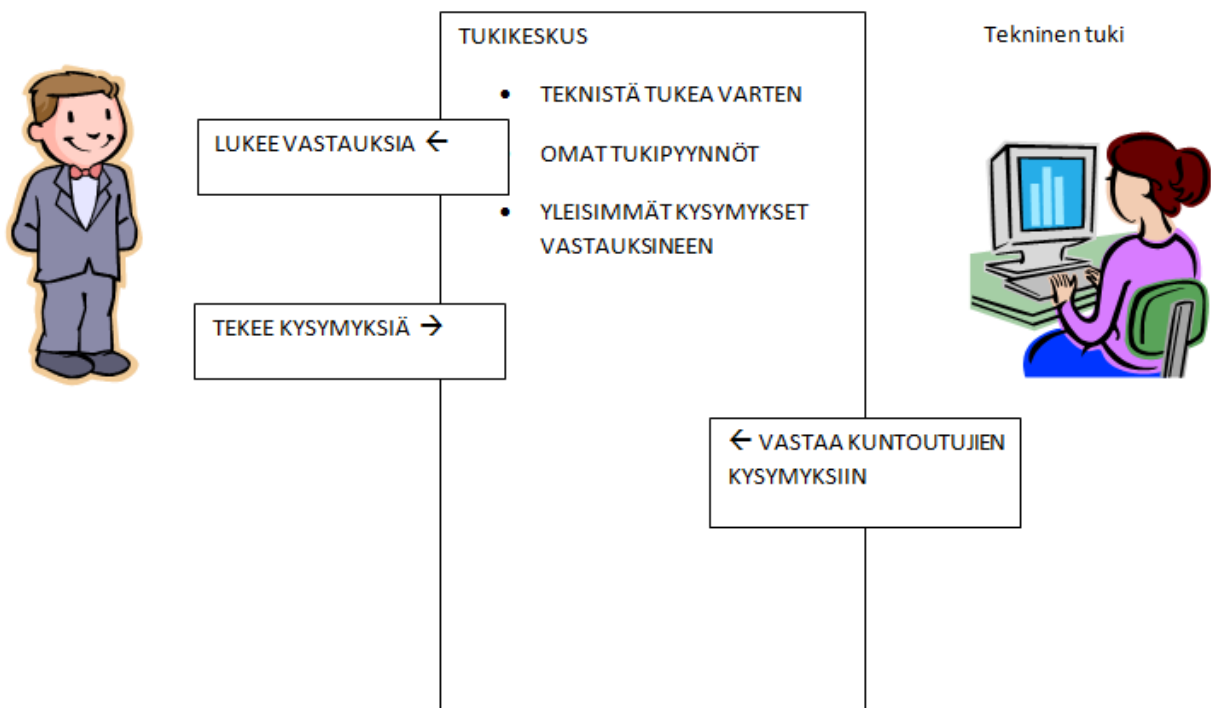 TUKIKESKUS
Tekninen tuki
• TEKNISTÄ TUKEA VARTEN
LUKEE VASTAUKSIA ←
OMAT TUKIPYYNNÖT
• YLEISIMMÄT KYSYMYKSET
VASTAUKSINEEN
TEKEE KYSYMYKSIÄ →
← VASTAA KUNTOUTUJIEN
KYSYMYKSIIN